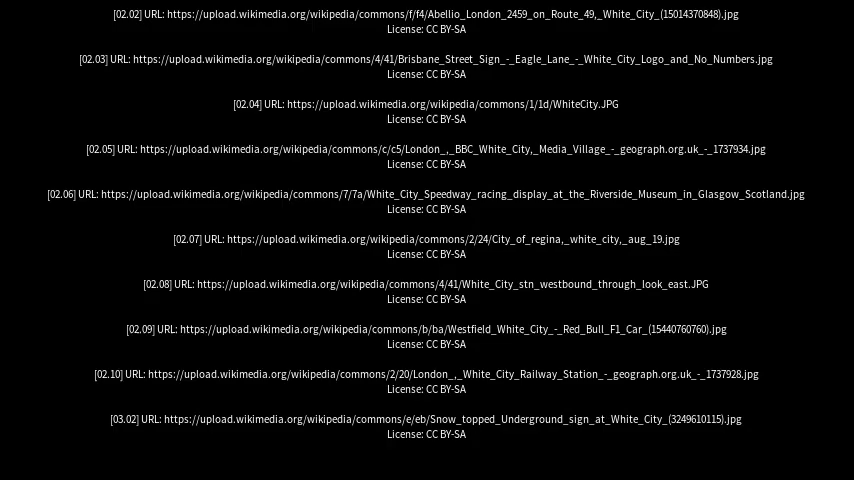 [02.02] URL: https://upload.wikimedia.org/wikipedia/commons/f/f4/Abellio_London_2459_on_Route_49,_White_City_(15014370848).jpg
License: CC BY-SA
[02.03] URL: https://upload.wikimedia.org/wikipedia/commons/4/41/Brisbane_Street_Sign_-_Eagle_Lane_-_White_City_Logo_and_No_Numbers.jpg
License: CC BY-SA
[02.04] URL: https://upload.wikimedia.org/wikipedia/commons/1/1d/WhiteCity.JPG
License: CC BY-SA
[02.05] URL: https://upload.wikimedia.org/wikipedia/commons/c/c5/London_,_BBC_White_City,_Media_Village_-_geograph.org.uk_-_1737934.jpg
License: CC BY-SA
[02.06] URL: https://upload.wikimedia.org/wikipedia/commons/7/7a/White_City_Speedway_racing_display_at_the_Riverside_Museum_in_Glasgow_Scotland.jpg
License: CC BY-SA
[02.07] URL: https://upload.wikimedia.org/wikipedia/commons/2/24/City_of_regina,_white_city,_aug_19.jpg
License: CC BY-SA
[02.08] URL: https://upload.wikimedia.org/wikipedia/commons/4/41/White_City_stn_westbound_through_look_east.JPG
License: CC BY-SA
[02.09] URL: https://upload.wikimedia.org/wikipedia/commons/b/ba/Westfield_White_City_-_Red_Bull_F1_Car_(15440760760).jpg
License: CC BY-SA
[02.10] URL: https://upload.wikimedia.org/wikipedia/commons/2/20/London_,_White_City_Railway_Station_-_geograph.org.uk_-_1737928.jpg
License: CC BY-SA
[03.02] URL: https://upload.wikimedia.org/wikipedia/commons/e/eb/Snow_topped_Underground_sign_at_White_City_(3249610115).jpg
License: CC BY-SA